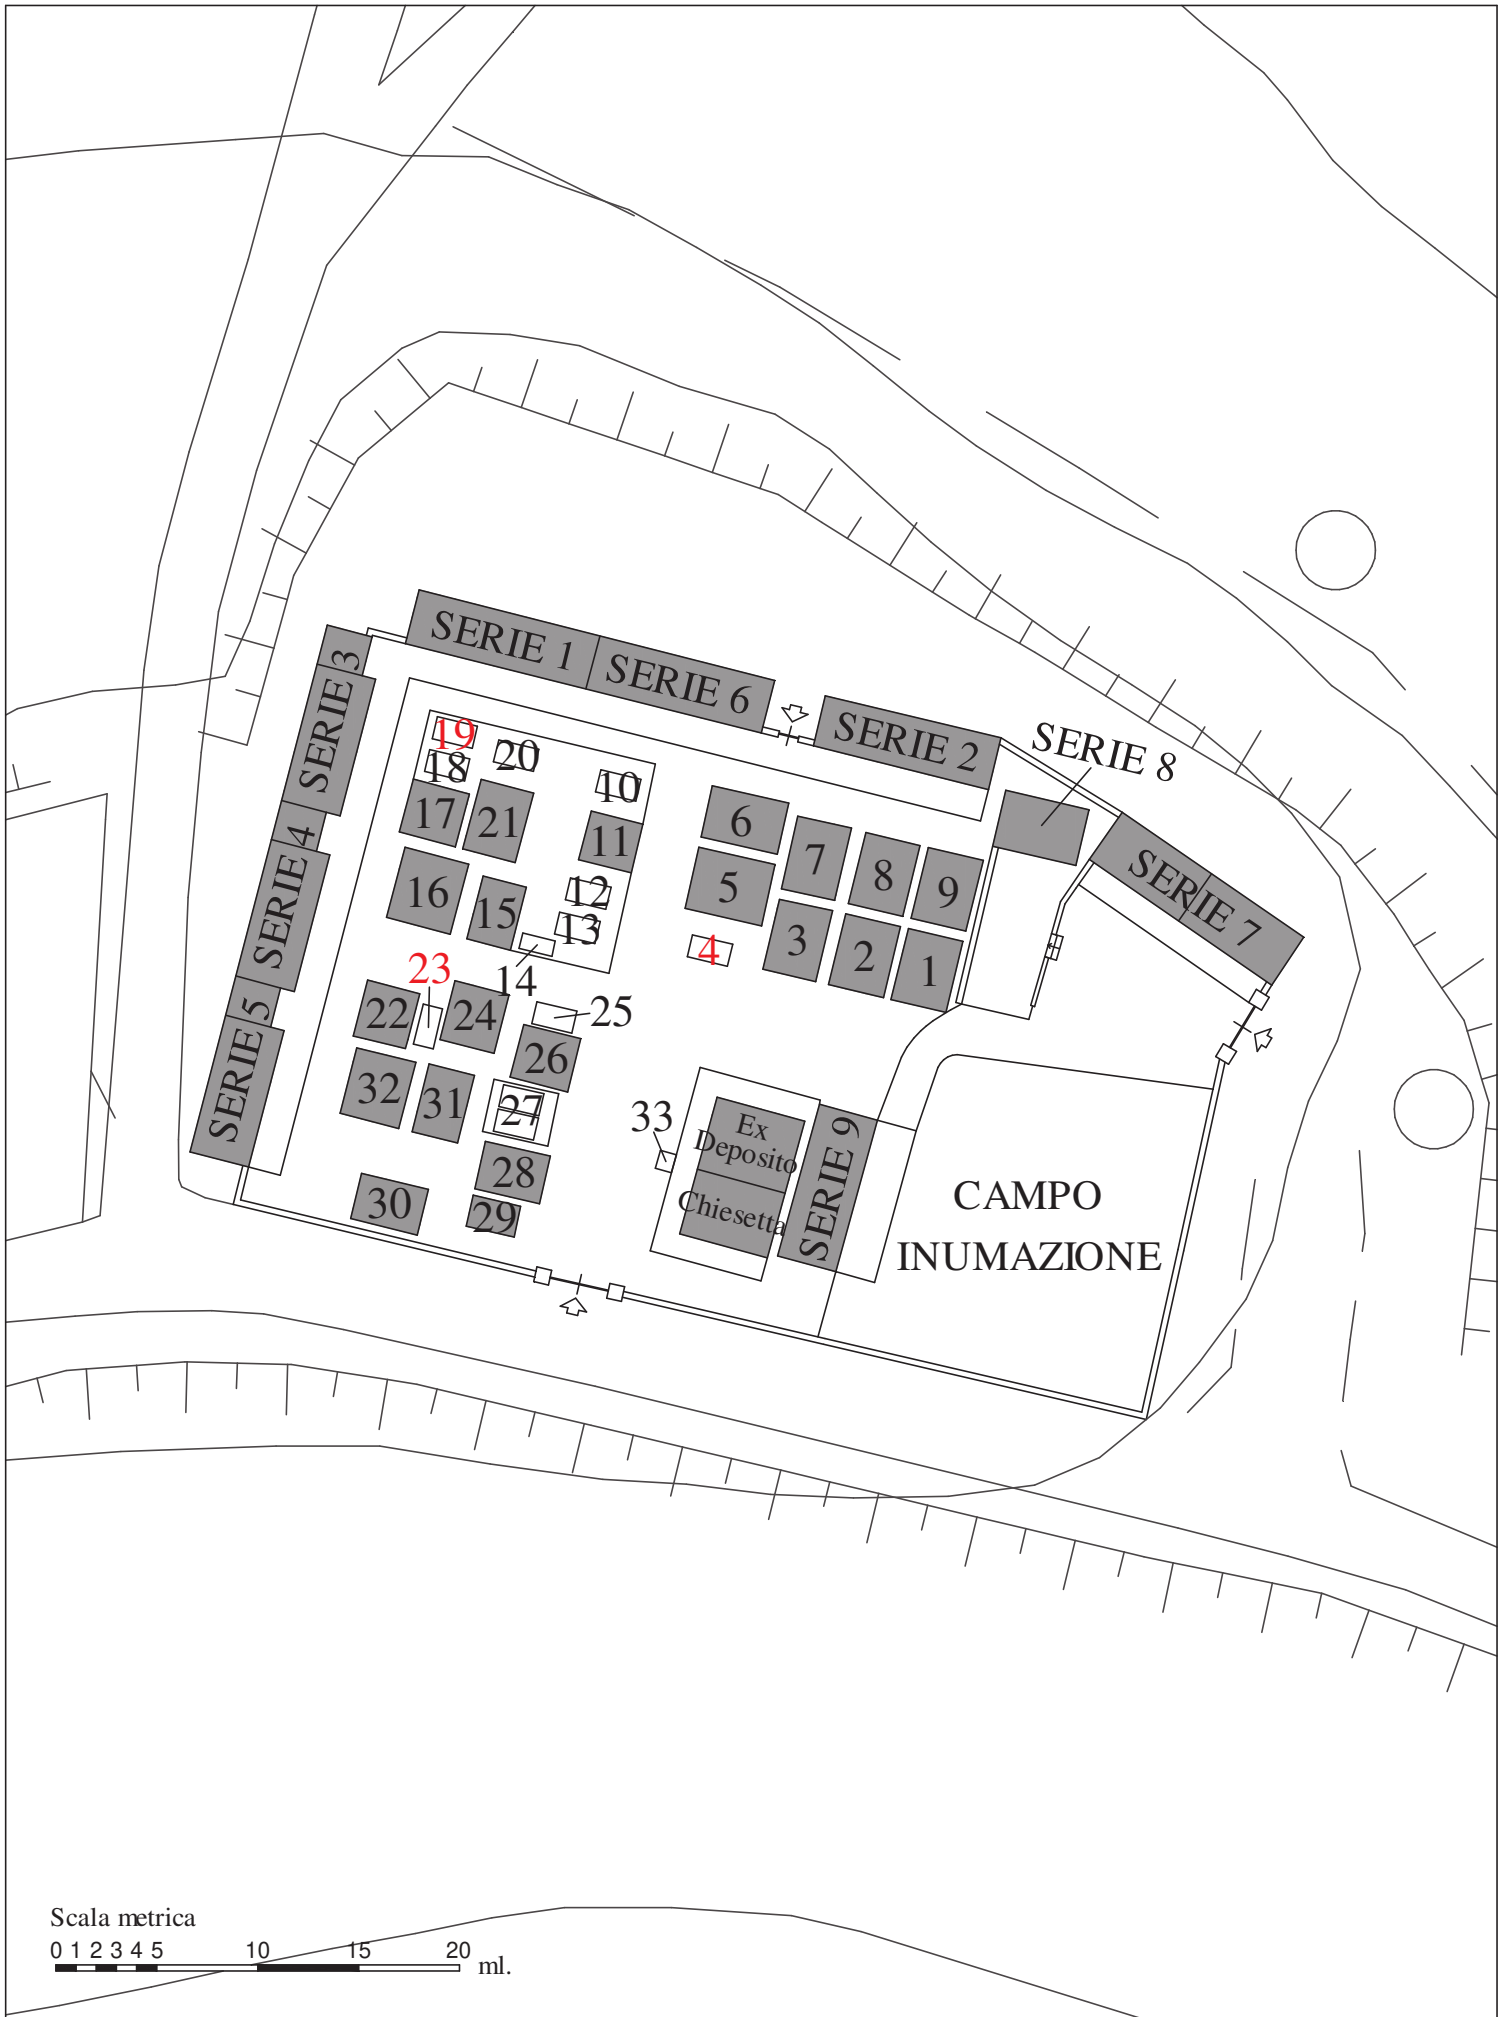 SERIE 1
SERIE 6
SERIE 3
SERIE 2
SERIE 8
19
20
18
10
17
21
11
6
7
8
9
SERIE 7
SERIE 4
16
15
12
13
5
4
3
2
1
14
23
SERIE 5
22
24
25
26
32
31
27
33
Ex
Deposito
Chiesetta
SERIE 9
28
29
30
CAMPO
INUMAZIONE
Scala metrica
0 1 2 3 4 5 10 15 20 ml.